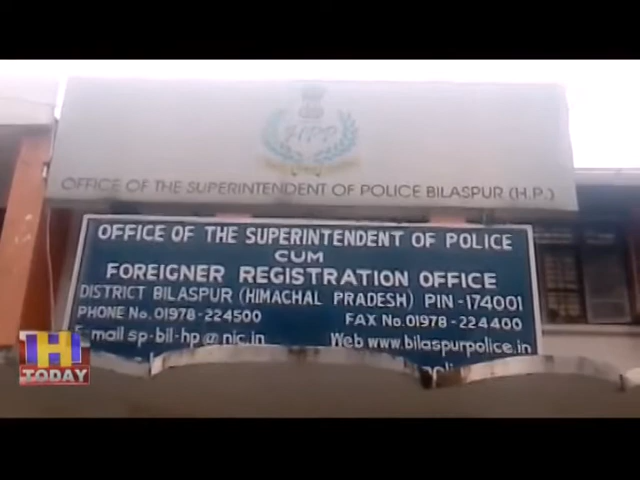 HPP
OFFICE OF THE SUPERINTENDENT OF POLICE BILASPUR (H.P.)
OFFICE OF THE SUPERINTENDENT OF POLICE
CUM
FOREIGNER REGISTRATION OFFICE
DISTRICT BILASPUR (HIMACHAL PRADESH) PIN-174001
PHONE No.01978-224500 FAX No.01978-224400
E.mail sp-bil-hp@nic.in Web www.bilaspurpolice.in
H
TODAY